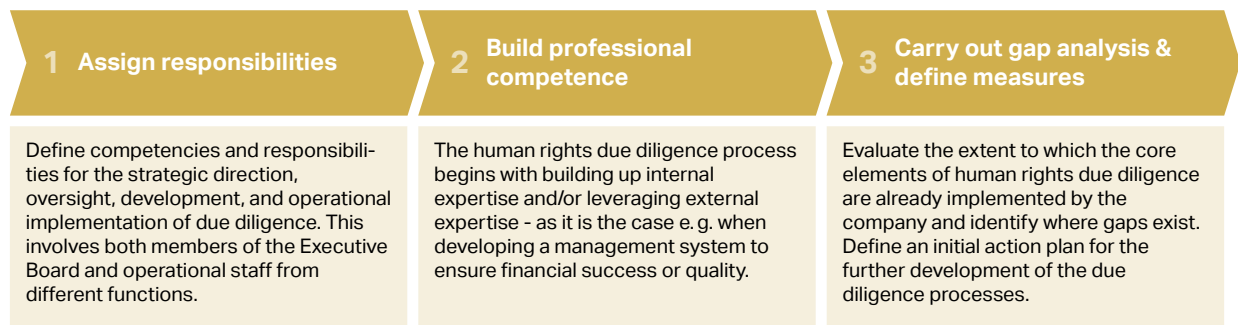 1 Assign responsibilities
Define competencies and responsibili-
ties for the strategic direction,
oversight, development, and operational
implementation of due diligence. This
involves both members of the Executive
Board and operational staff from
different functions.
2 Build professional
competence
The human rights due diligence process
begins with building up internal
expertise and/or leveraging external
expertise - as it is the case e. g. when
developing a management system to
ensure financial success or quality.
3 Carry out gap analysis &
define measures
Evaluate the extent to which the core
elements of human rights due diligence
are already implemented by the
company and identify where gaps exist.
Define an initial action plan for the
further development of the due
diligence processes.